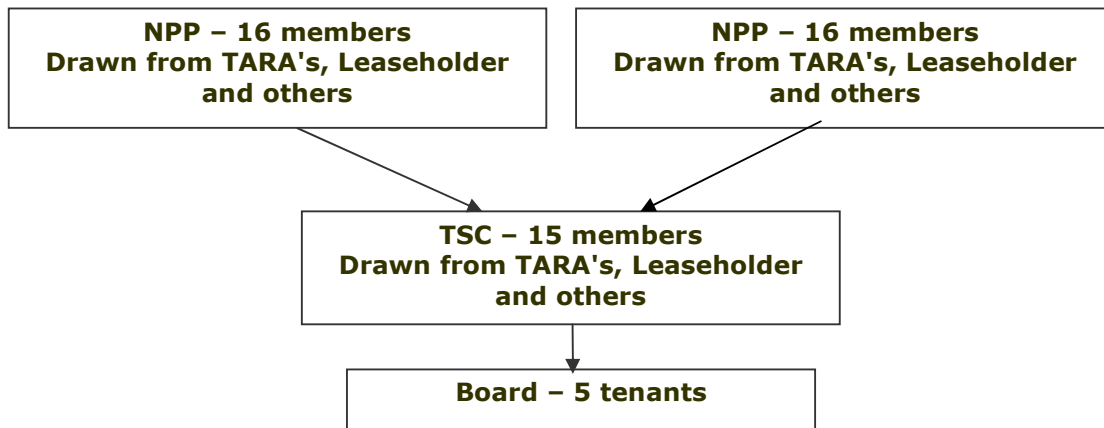 NPP – 16 members
Drawn from TARA's, Leaseholder
and others
NPP – 16 members
Drawn from TARA's, Leaseholder
and others
TSC – 15 members
Drawn from TARA's, Leaseholder
and others
Board – 5 tenants